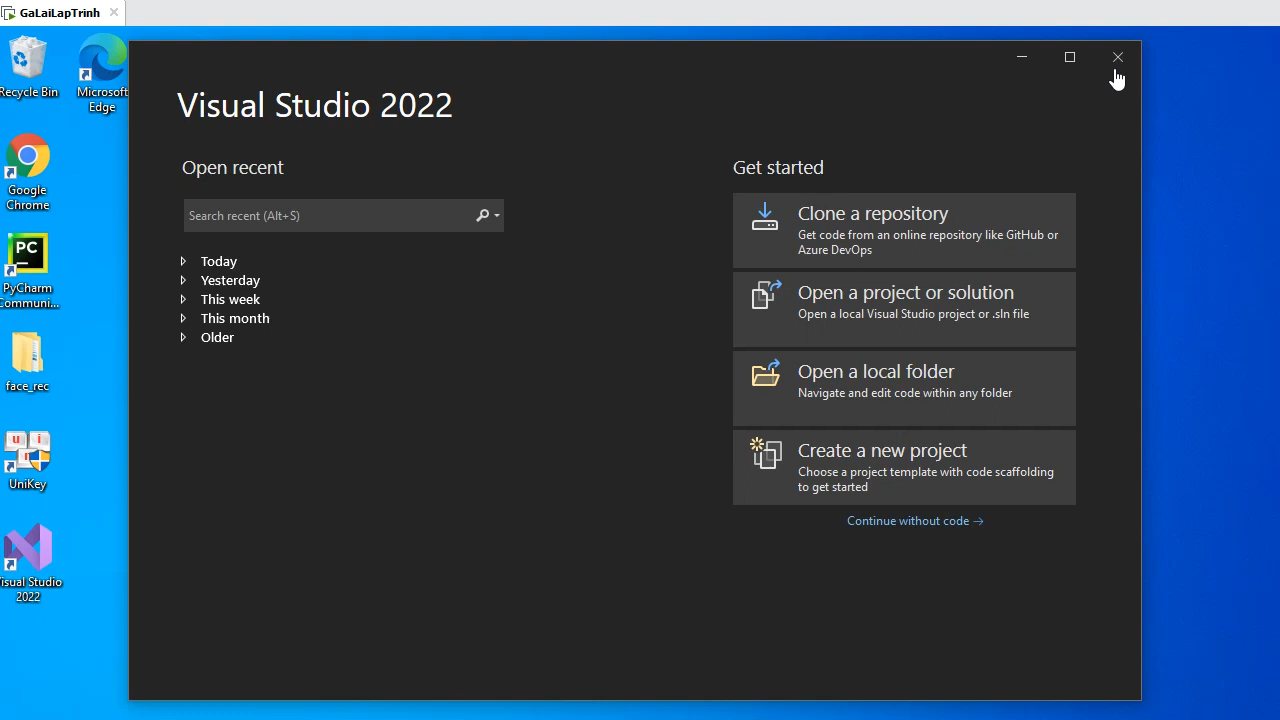 GaLaiLapTrinh
Recycle Bin
Microsoft
Edge
Google
Chrome
PC
PyCharm
Communi...
face_rec
u i
UniKey
isual Studio
2022
Visual Studio 2022
Open recent
Search recent (Alt+S)
Today
Yesterday
This week
This month
Older
Get started
Clone a repository
Get code from an online repository like GitHub or
Azure DevOps
Open a project or solution
Open a local Visual Studio project or .sln file
Open a local folder
Navigate and edit code within any folder
Create a new project
Choose a project template with code scaffolding
to get started
Continue without code →